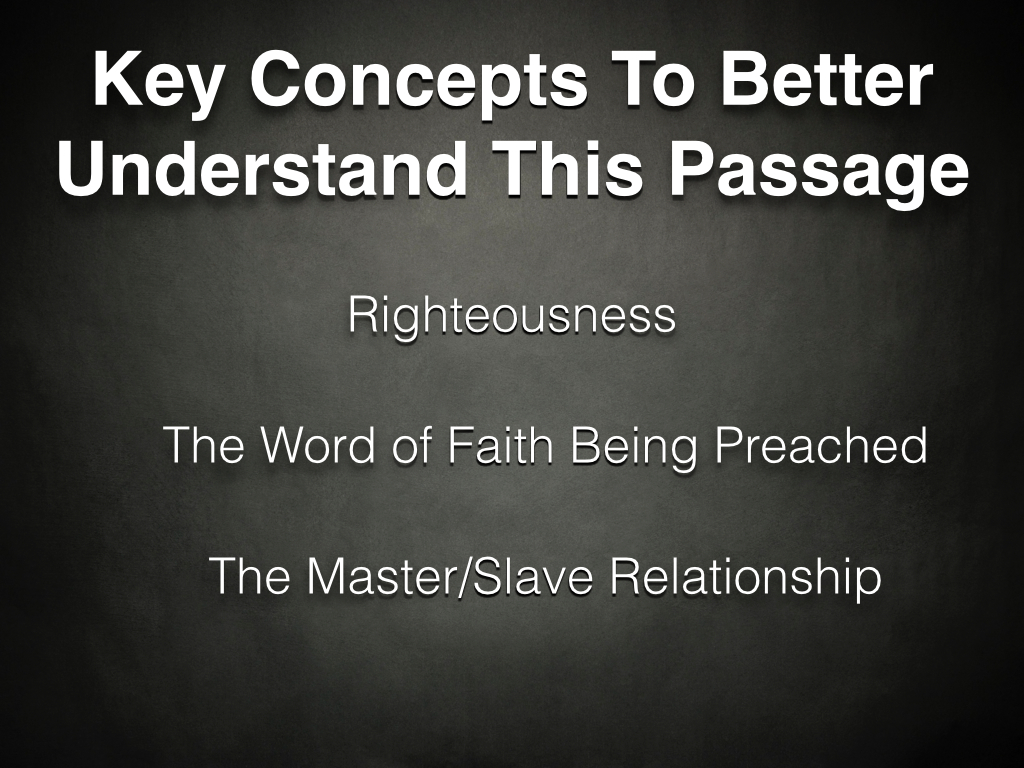 Key Concepts To Better
Understand This Passage
Righteousness
The Word of Faith Being Preached
The Master/Slave Relationship